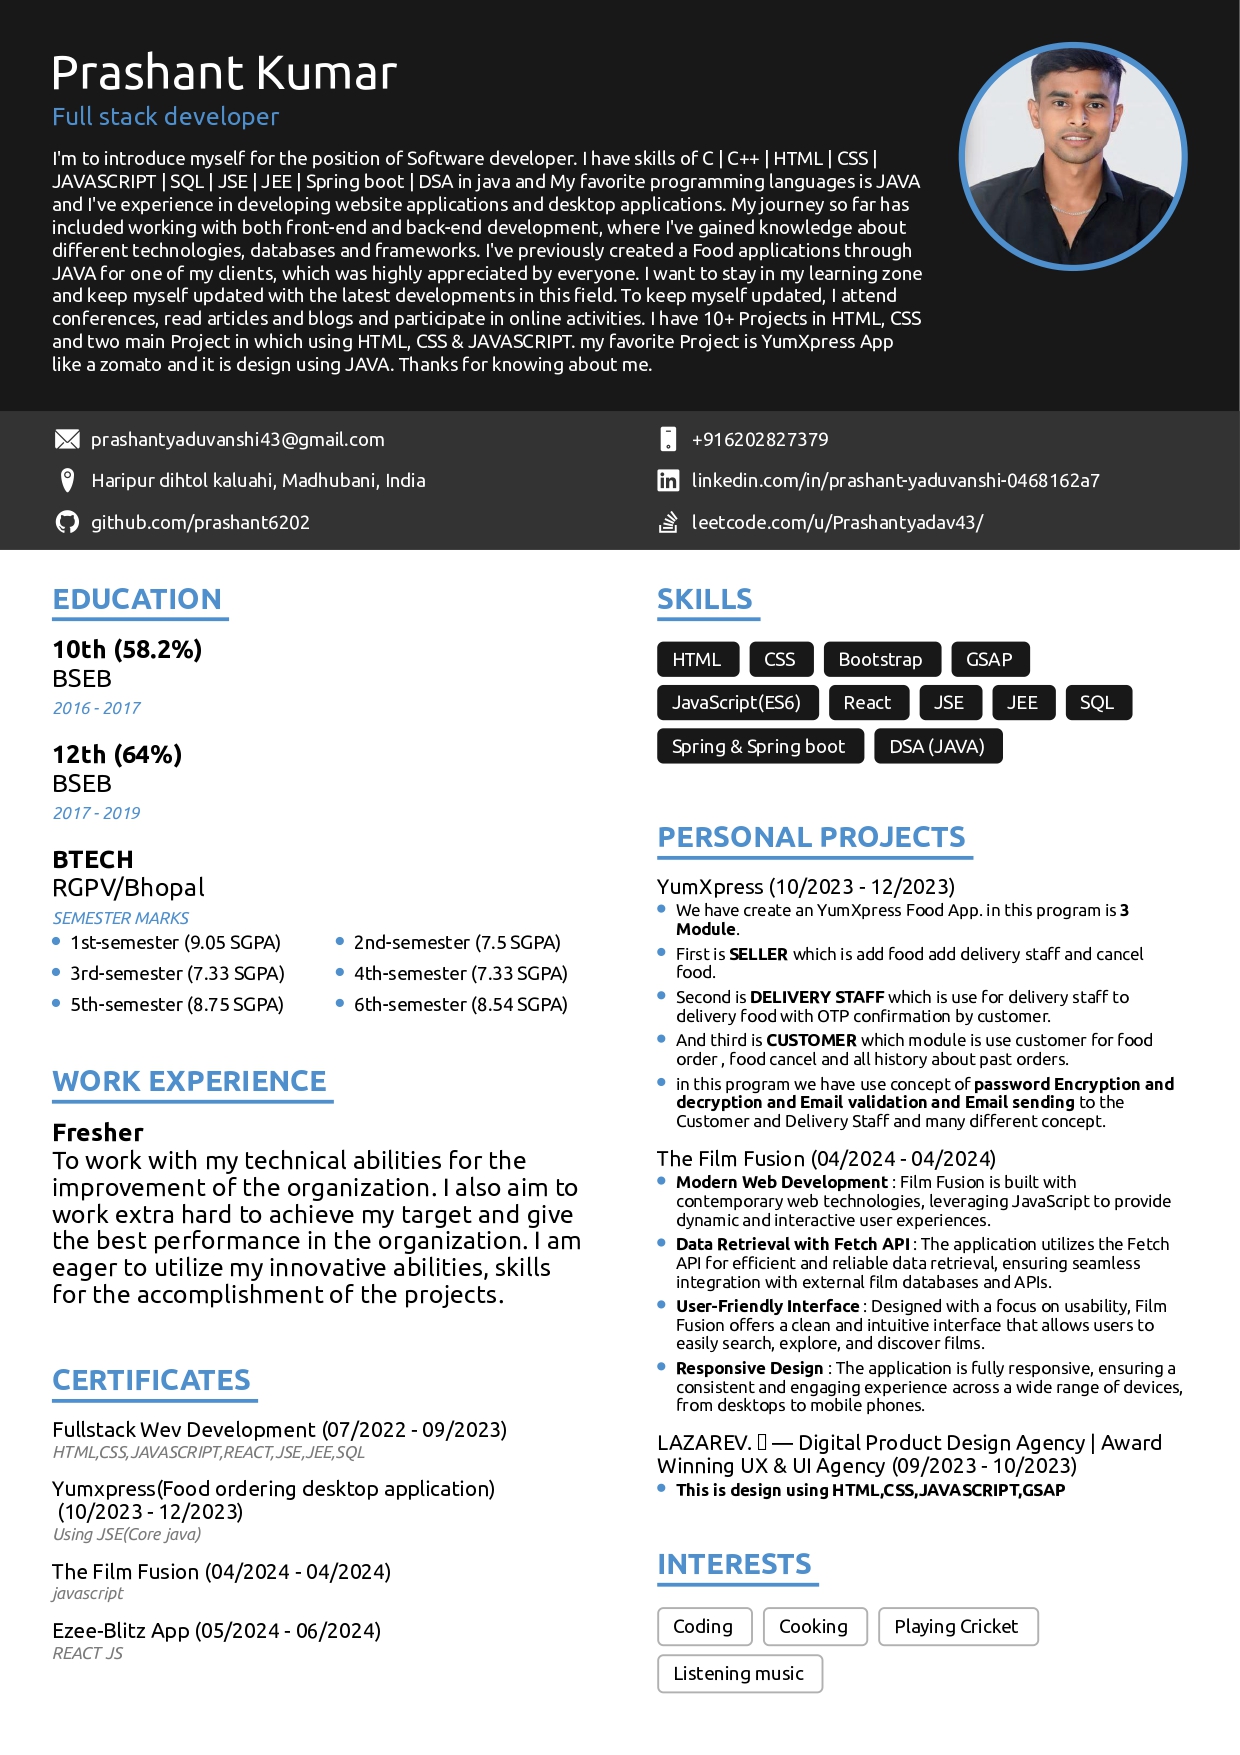 Prashant Kumar
Full stack developer
I'm to introduce myself for the position of Software developer. I have skills of C | C++ | HTML | CSS |
JAVASCRIPT | SQL | JSE | JEE | Spring boot | DSA in java and My favorite programming languages is JAVA
and I've experience in developing website applications and desktop applications. My journey so far has
included working with both front-end and back-end development, where I've gained knowledge about
different technologies, databases and frameworks. I've previously created a Food applications through
JAVA for one of my clients, which was highly appreciated by everyone. I want to stay in my learning zone
and keep myself updated with the latest developments in this field. To keep myself updated, I attend
conferences, read articles and blogs and participate in online activities. I have 10+ Projects in HTML, CSS
and two main Project in which using HTML, CSS & JAVASCRIPT. my favorite Project is YumXpress App
like a zomato and it is design using JAVA. Thanks for knowing about me.
prashantyaduvanshi43@gmail.com
+916202827379
Haripur dihtol kaluahi, Madhubani, India
linkedin.com/in/prashant-yaduvanshi-0468162a7
github.com/prashant6202
leetcode.com/u/Prashantyadav43/
EDUCATION
10th (58.2%)
BSEB
2016 - 2017
12th (64%)
BSEB
2017 - 2019
BTECH
RGPV/Bhopal
SEMESTER MARKS
1st-semester (9.05 SGPA)
2nd-semester (7.5 SGPA)
3rd-semester (7.33 SGPA)
4th-semester (7.33 SGPA)
5th-semester (8.75 SGPA)
6th-semester (8.54 SGPA)
WORK EXPERIENCE
Fresher
To work with my technical abilities for the
improvement of the organization. I also aim to
work extra hard to achieve my target and give
the best performance in the organization. I am
eager to utilize my innovative abilities, skills
for the accomplishment of the projects.
CERTIFICATES
Fullstack Wev Development (07/2022 - 09/2023)
HTML,CSS,JAVASCRIPT,REACT,JSE,JEE,SQL
Yumxpress(Food ordering desktop application)
(10/2023 - 12/2023)
Using JSE(Core java)
The Film Fusion (04/2024 - 04/2024)
javascript
Ezee-Blitz App (05/2024 - 06/2024)
REACT JS
SKILLS
HTML CSS Bootstrap GSAP
JavaScript(ES6) React JSE JEE SQL
Spring & Spring boot DSA (JAVA)
PERSONAL PROJECTS
YumXpress (10/2023 - 12/2023)
We have create an YumXpress Food App. in this program is 3
Module.
First is SELLER which is add food add delivery staff and cancel
food.
Second is DELIVERY STAFF which is use for delivery staff to
delivery food with OTP confirmation by customer.
And third is CUSTOMER which module is use customer for food
order , food cancel and all history about past orders.
in this program we have use concept of password Encryption and
decryption and Email validation and Email sending to the
Customer and Delivery Staff and many different concept.
The Film Fusion (04/2024 - 04/2024)
Modern Web Development : Film Fusion is built with
contemporary web technologies, leveraging JavaScript to provide
dynamic and interactive user experiences.
Data Retrieval with Fetch API : The application utilizes the Fetch
API for efficient and reliable data retrieval, ensuring seamless
integration with external film databases and APIs.
User-Friendly Interface : Designed with a focus on usability, Film
Fusion offers a clean and intuitive interface that allows users to
easily search, explore, and discover films.
Responsive Design : The application is fully responsive, ensuring a
consistent and engaging experience across a wide range of devices,
from desktops to mobile phones.
LAZAREV. — Digital Product Design Agency | Award
Winning UX & UI Agency (09/2023 - 10/2023)
This is design using HTML,CSS,JAVASCRIPT,GSAP
INTERESTS
Coding Cooking Playing Cricket
Listening music